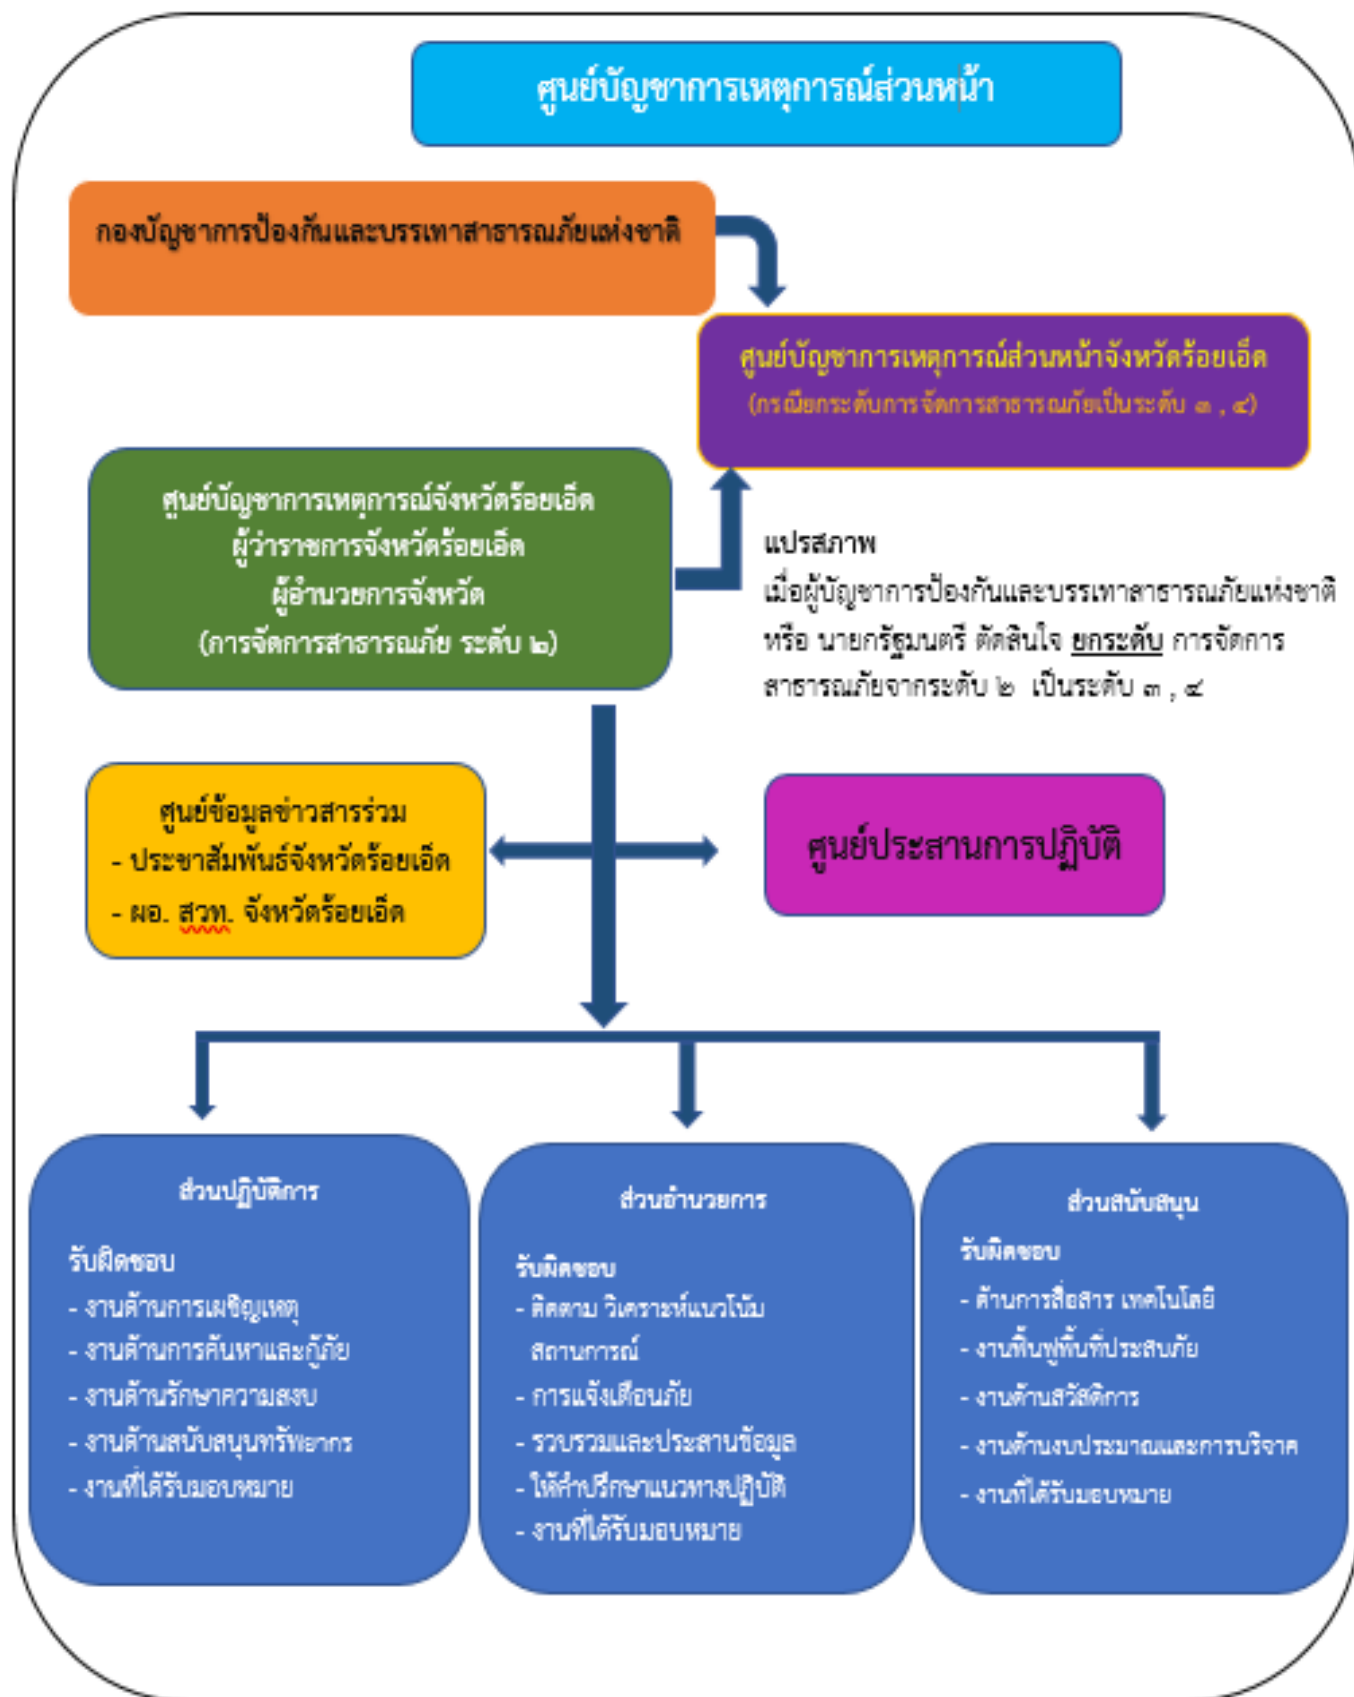 ศูนย์บัญชาการเหตุการณ์ส่วนหน้า
กองบัญชาการป้องกันและบรรเทาสาธารณภัยแห่งชาติ
ศูนย์บัญชาการเหตุการณ์ส่วนหน้าจังหวัดร้อยเอ็ด
(กรณียกระดับการจัดการสาธารณภัยเป็นระดับ ๓ , ๔)
ศูนย์บัญชาการเหตุการณ์จังหวัดร้อยเอ็ด
ผู้ว่าราชการจังหวัดร้อยเอ็ด
ผู้อำนวยการจังหวัด
(การจัดการสาธารณภัย ระดับ ๒)
แปรสภาพ
เมื่อผู้บัญชาการป้องกันและบรรเทาสาธารณภัยแห่งชาติ
หรือ นายกรัฐมนตรี ตัดสินใจ ยกระดับ การจัดการ
สาธารณภัยจากระดับ ๒ เป็นระดับ ๓ , ๔
ศูนย์ข้อมูลข่าวสารร่วม
- ประชาสัมพันธ์จังหวัดร้อยเอ็ด
- ผอ. สวท. จังหวัดร้อยเอ็ด
ศูนย์ประสานการปฏิบัติ
ส่วนปฏิบัติการ
รับผิดชอบ
- งานด้านการเผชิญเหตุ
- งานด้านการค้นหาและกู้ภัย
- งานด้านรักษาความสงบ
- งานด้านสนับสนุนทรัพยากร
- งานที่ได้รับมอบหมาย
ส่วนอำนวยการ
รับผิดชอบ
- ติดตาม วิเคราะห์แนวโน้ม
สถานการณ์
- การแจ้งเตือนภัย
- รวบรวมและประสานข้อมูล
- ให้คำปรึกษาแนวทางปฏิบัติ
- งานที่ได้รับมอบหมาย
ส่วนสนับสนุน
รับผิดชอบ
- ด้านการสื่อสาร เทคโนโลยี
- งานฟื้นฟูพื้นที่ประสบภัย
- งานด้านสวัสดิการ
- งานด้านงบประมาณและการบริจาค
- งานที่ได้รับมอบหมาย